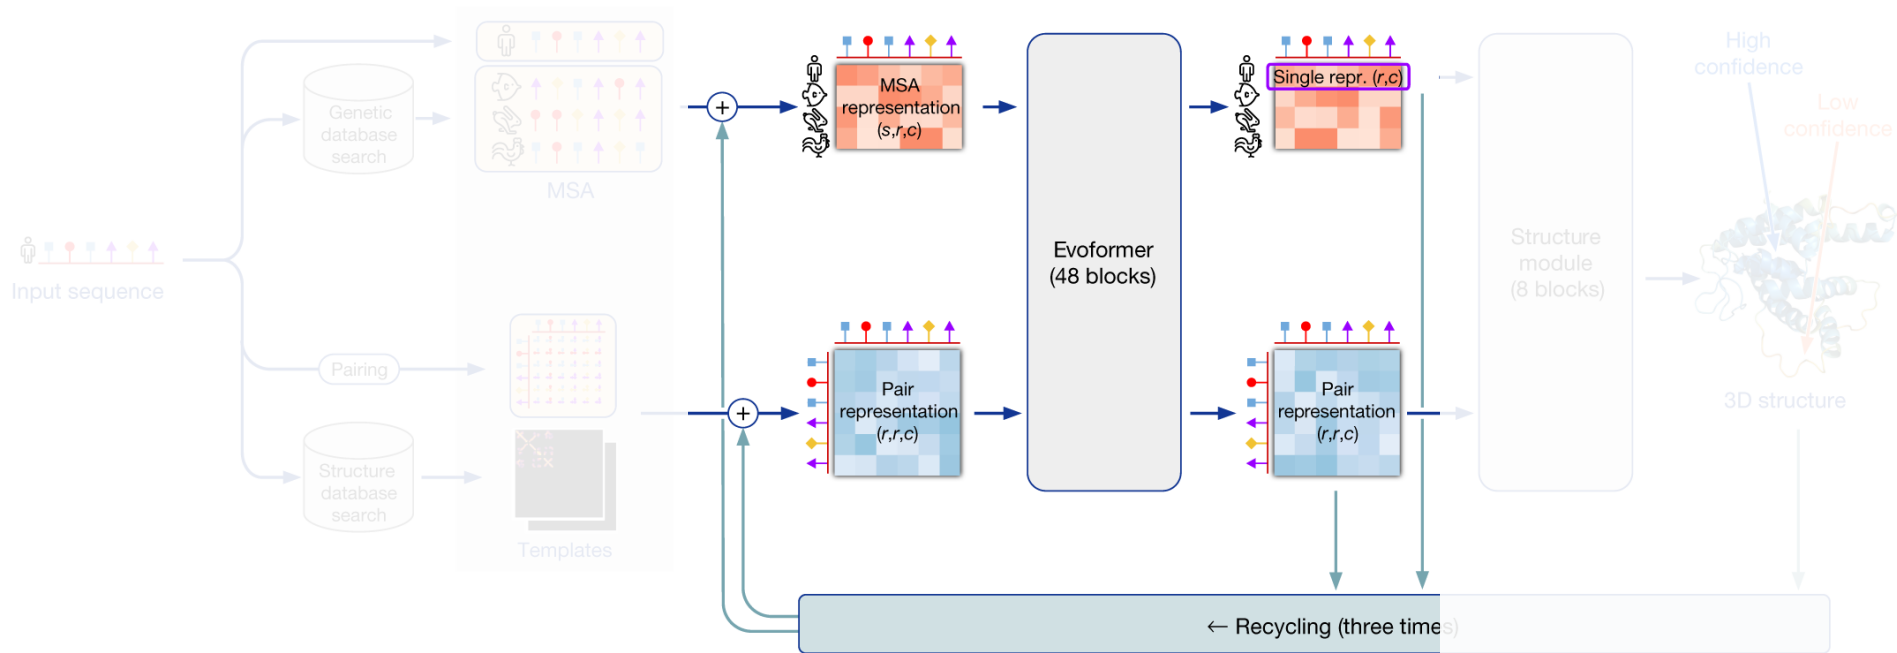 High
confidence
Low
confidence
Genetic
database
search
MSA
Input sequence
Pairing
Structure
database
search
Templates
+
MSA
representation
(s,r,c)
+
Pair
representation
(r,r,c)
Evoformer
(48 blocks)
Single repr. (r,c)
Pair
representation
(r,r,c)
Structure
module
(8 blocks)
3D structure
← Recycling (three times)